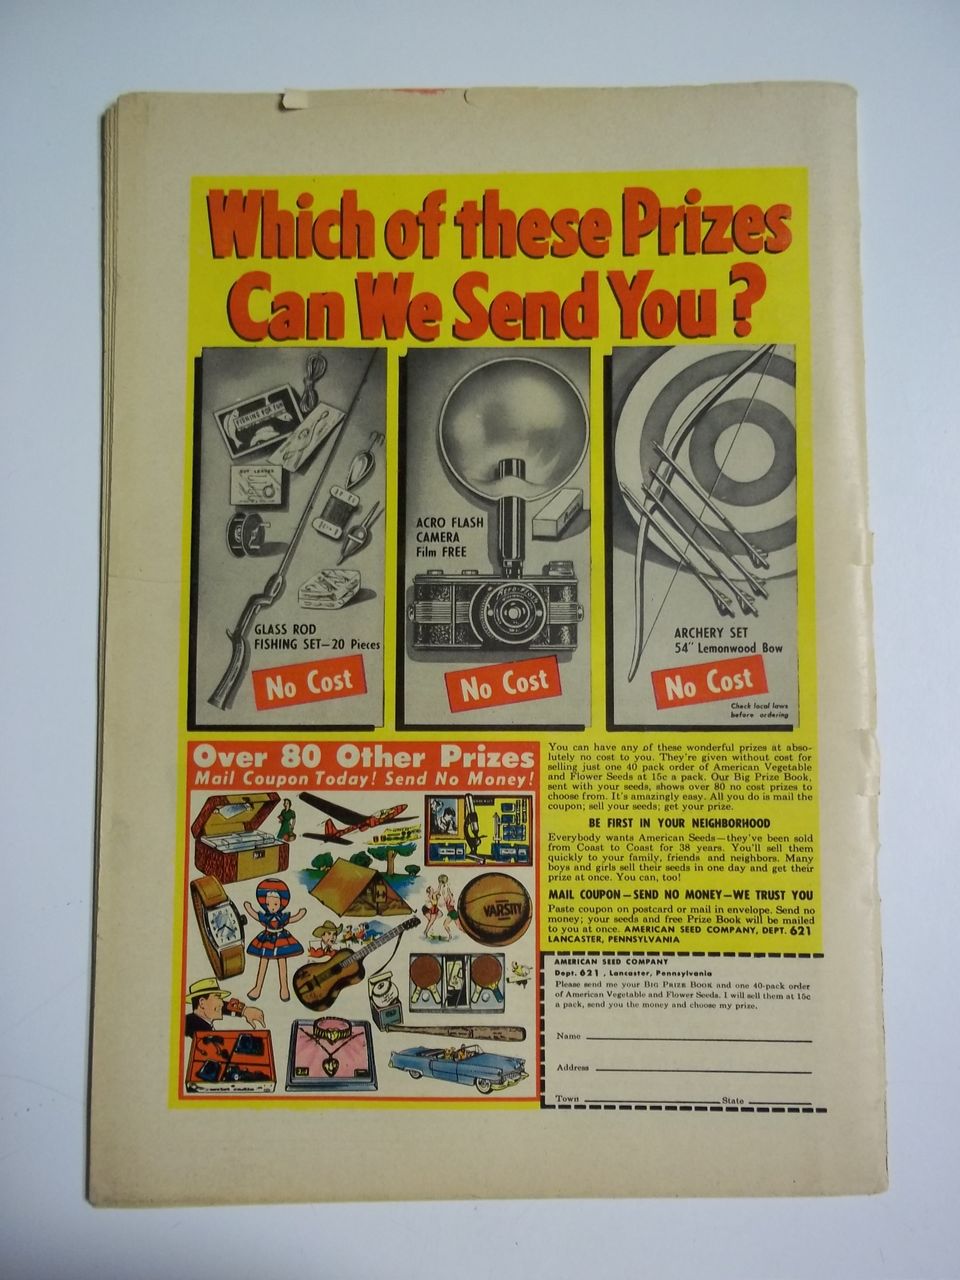 Which of these Prizes
Can We Send You?
FISHING FOR FUN
GLASS ROD
FISHING SET—20 Pieces
No Cost
ACRO FLASH
CAMERA
Film FREE
No Cost
ARCHERY SET
54" Lemonwood Bow
No Cost
Check local laws
before ordering
Over 80 Other Prizes
Mail Coupon Today! Send No Money!
VARSITY
You can have any of these wonderful prizes at abso-
lutely no cost to you. They're given without cost for
selling just one 40 pack order of American Vegetable
and Flower Seeds at 15c a pack. Our Big Prize Book,
sent with your seeds, shows over 80 no cost prizes to
choose from. It's amazingly easy. All you do is mail the
coupon; sell your seeds; get your prize.
BE FIRST IN YOUR NEIGHBORHOOD
Everybody wants American Seeds—they've been sold
from Coast to Coast for 38 years. You'll sell them
quickly to your family, friends and neighbors. Many
boys and girls sell their seeds in one day and get their
prize at once. You can, too!
MAIL COUPON—SEND NO MONEY—WE TRUST YOU
Paste coupon on postcard or mail in envelope. Send no
money; your seeds and free Prize Book will be mailed
to you at once. AMERICAN SEED COMPANY, DEPT. 621
LANCASTER, PENNSYLVANIA
AMERICAN SEED COMPANY
Dept. 621, Lancaster, Pennsylvania
Please send me your BIG PRIZE BOOK and one 40-pack order
of American Vegetable and Flower Seeds. I will sell them at 15c
a pack, send you the money and choose my prize.
Name
Address
Town State